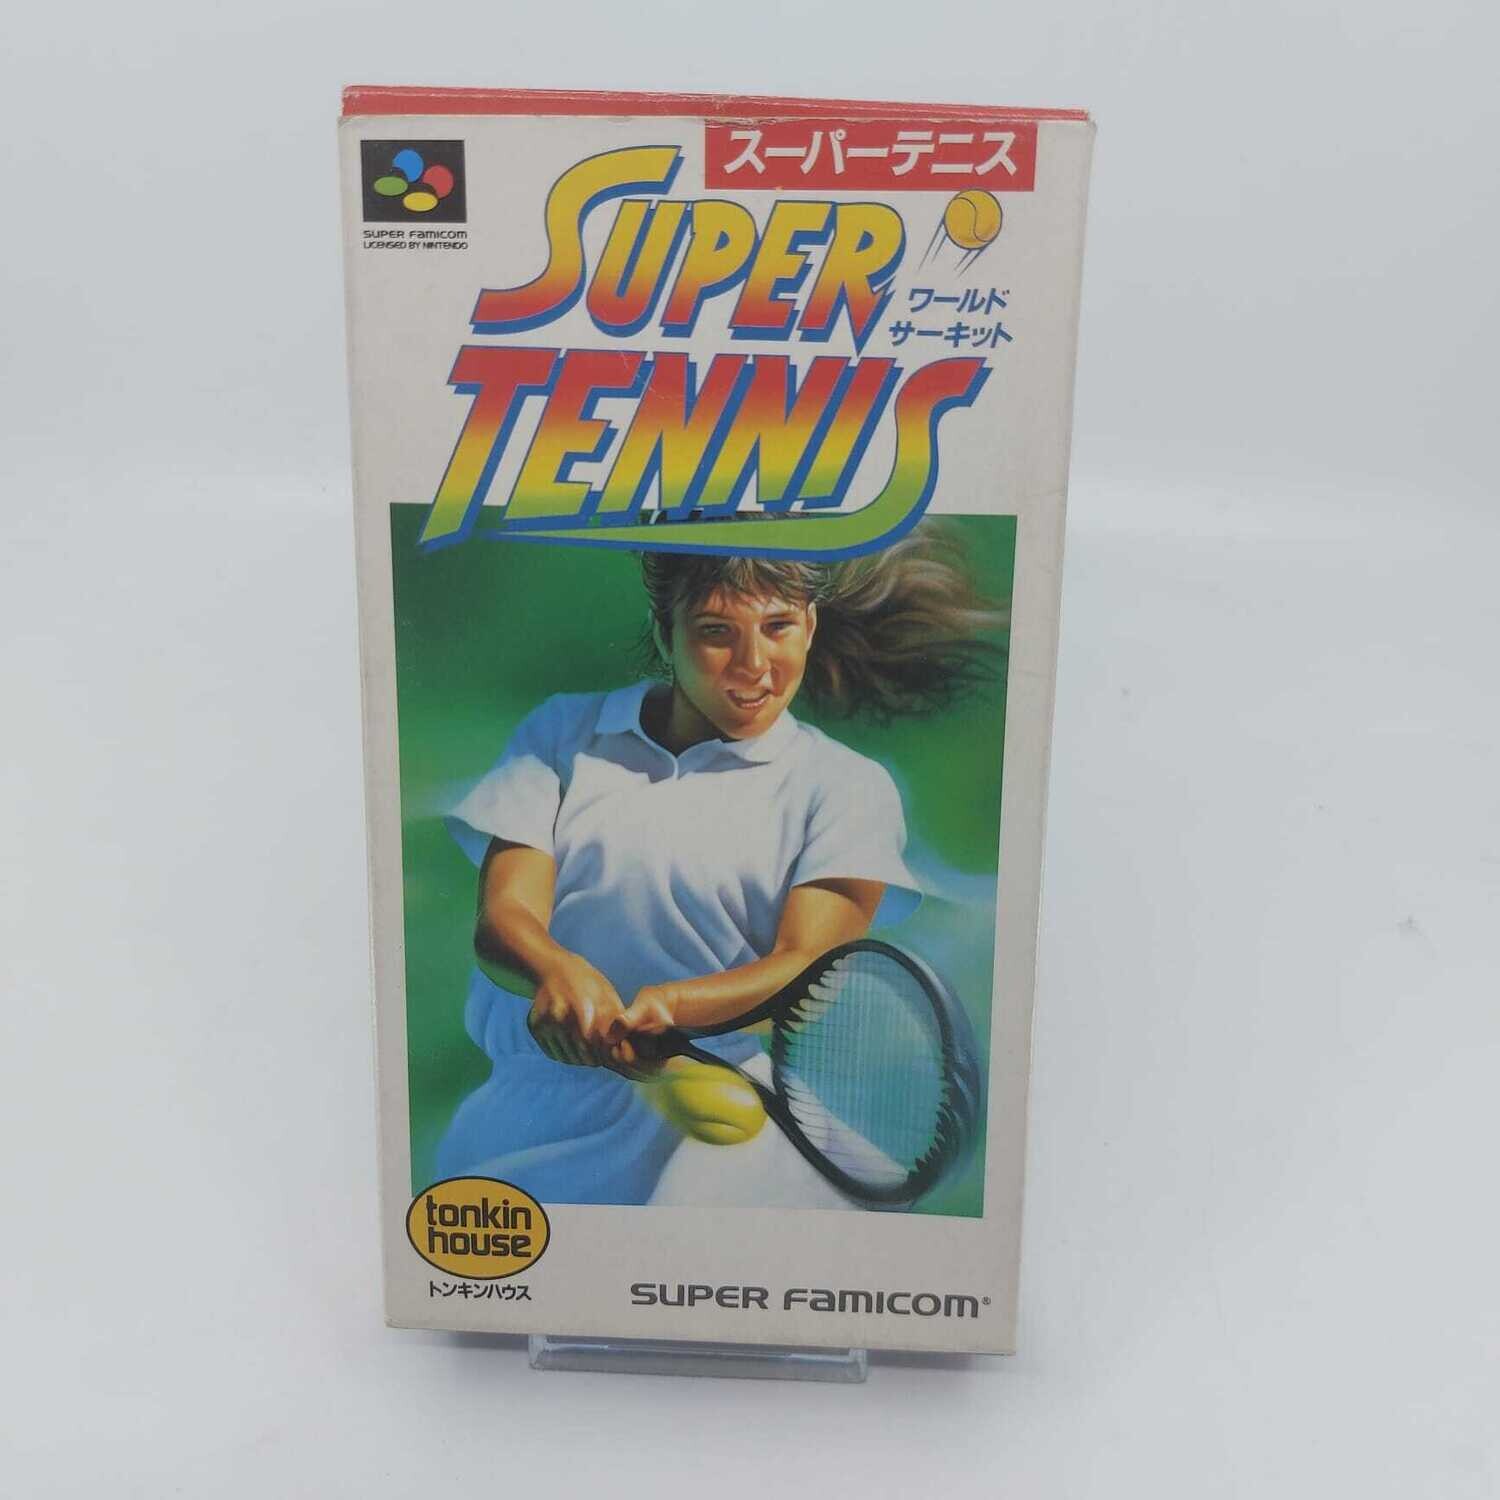 スーパーテニス
SUPER FAMICOM
LICENSED BY NINTENDO
SUPER
TENNIS
ワールド
サーキット
tonkin
house
トンキンハウス
SUPER FAMICOM®